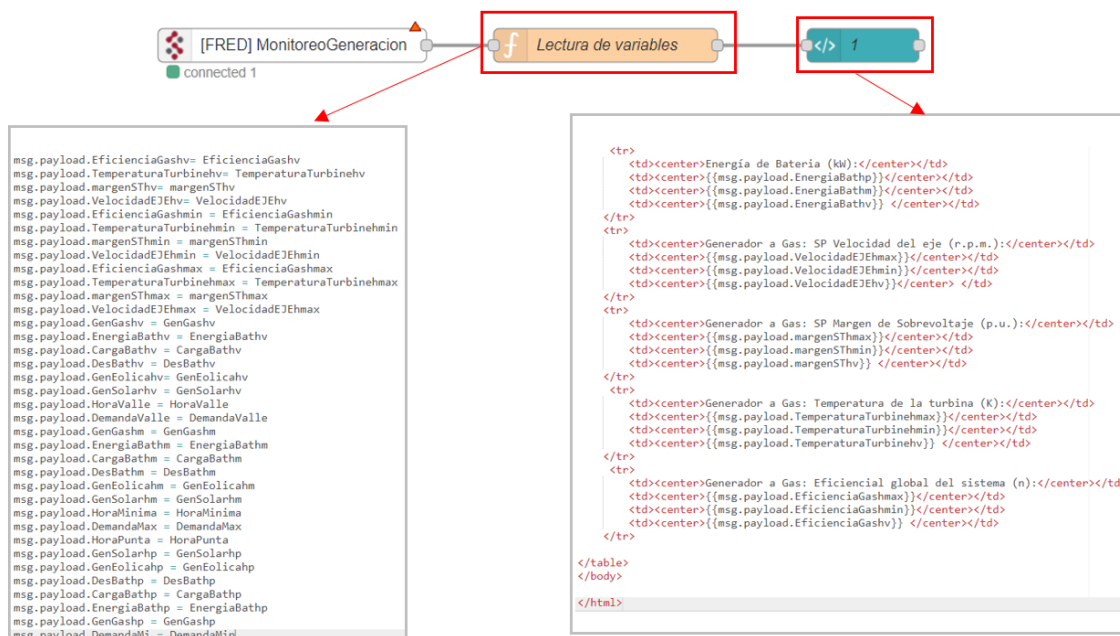 [FRED] MonitoreoGeneracion
Lectura de variables
</> 1
connected 1
msg.payload.EficienciaGashv= EficienciaGashv
msg.payload.TemperaturaTurbinehv= TemperaturaTurbinehv
msg.payload.margenSThv= margenSThv
msg.payload.VelocidadEJEhv= VelocidadEJEhv
msg.payload.EficienciaGashmin = EficienciaGashmin
msg.payload.TemperaturaTurbinehmin = TemperaturaTurbinehmin
msg.payload.margenSThmin = margenSThmin
msg.payload.VelocidadEJEhmin = VelocidadEJEhmin
msg.payload.EficienciaGashmax = EficienciaGashmax
msg.payload.TemperaturaTurbinehmax = TemperaturaTurbinehmax
msg.payload.margenSThmax = margenSThmax
msg.payload.VelocidadEJEhmax = VelocidadEJEhmax
msg.payload.GenGashv = GenGashv
msg.payload.EnergiaBathv = EnergiaBathv
msg.payload.CargaBathv = CargaBathv
msg.payload.DesBathv = DesBathv
msg.payload.GenEolicahv= GenEolicahv
msg.payload.GenSolarhv = GenSolarhv
msg.payload.HoraValle = HoraValle
msg.payload.DemandaValle = DemandaValle
msg.payload.GenGashm = GenGashm
msg.payload.EnergiaBathm = EnergiaBathm
msg.payload.CargaBathm = CargaBathm
msg.payload.DesBathm = DesBathm
msg.payload.GenEolicahm = GenEolicahm
msg.payload.GenSolarhm = GenSolarhm
msg.payload.HoraMinima = HoraMinima
msg.payload.DemandaMax = DemandaMax
msg.payload.HoraPunta = HoraPunta
msg.payload.GenSolarhp = GenSolarhp
msg.payload.GenEolicahp = GenEolicahp
msg.payload.DesBathp = DesBathp
msg.payload.CargaBathp = CargaBathp
msg.payload.EnergiaBathp = EnergiaBathp
msg.payload.GenGashp = GenGashp
msg.payload.DemandaMi = DemandaMin
<tr>
<td><center>Energía de Bateria (kW):</center></td>
<td><center>{{msg.payload.EnergiaBathp}}</center></td>
<td><center>{{msg.payload.EnergiaBathm}}</center></td>
<td><center>{{msg.payload.EnergiaBathv}} </center></td>
</tr>
<tr>
<td><center>Generador a Gas: SP Velocidad del eje (r.p.m.):</center></td>
<td><center>{{msg.payload.VelocidadEJEhmax}}</center></td>
<td><center>{{msg.payload.VelocidadEJEhmin}}</center></td>
<td><center>{{msg.payload.VelocidadEJEhv}}</center> </td>
</tr>
<tr>
<td><center>Generador a Gas: SP Margen de Sobrevoltaje (p.u.):</center></td>
<td><center>{{msg.payload.margenSThmax}}</center></td>
<td><center>{{msg.payload.margenSThmin}}</center></td>
<td><center>{{msg.payload.margenSThv}} </center></td>
</tr>
<tr>
<td><center>Generador a Gas: Temperatura de la turbina (K):</center></td>
<td><center>{{msg.payload.TemperaturaTurbinehmax}}</center></td>
<td><center>{{msg.payload.TemperaturaTurbinehmin}}</center></td>
<td><center>{{msg.payload.TemperaturaTurbinehv}} </center></td>
</tr>
<tr>
<td><center>Generador a Gas: Eficiencial global del sistema (n):</center></td
<td><center>{{msg.payload.EficienciaGashmax}}</center></td>
<td><center>{{msg.payload.EficienciaGashmin}}</center></td>
<td><center>{{msg.payload.EficienciaGashv}} </center></td>
</tr>
</table>
</body>
</html>